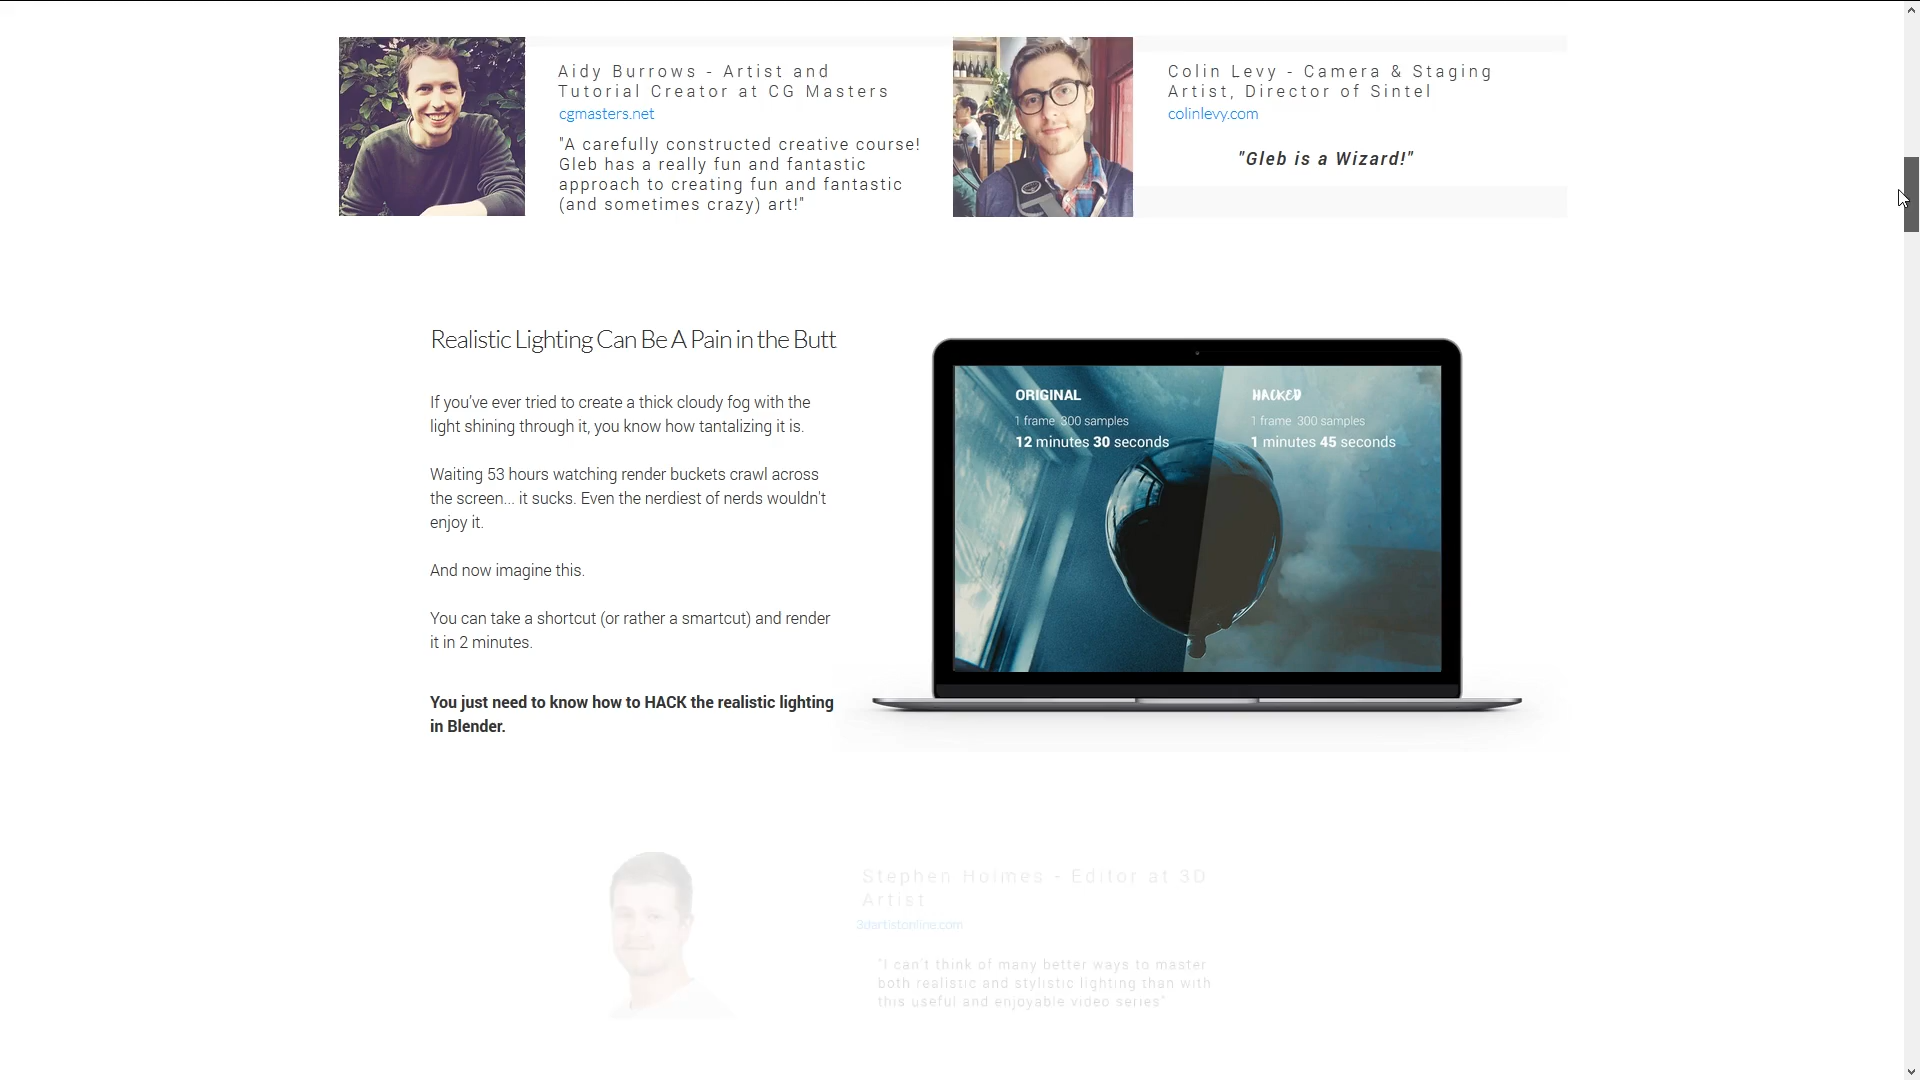 Aidy Burrows - Artist and
Tutorial Creator at CG Masters
cgmasters.net
"A carefully constructed creative course!
Gleb has a really fun and fantastic
approach to creating fun and fantastic
(and sometimes crazy) art!"
Colin Levy - Camera & Staging
Artist, Director of Sintel
colinlevy.com
"Gleb is a Wizard!"
Realistic Lighting Can Be A Pain in the Butt
If you've ever tried to create a thick cloudy fog with the
light shining through it, you know how tantalizing it is.
Waiting 53 hours watching render buckets crawl across
the screen... it sucks. Even the nerdiest of nerds wouldn't
enjoy it.
And now imagine this.
You can take a shortcut (or rather a smartcut) and render
it in 2 minutes.
You just need to know how to HACK the realistic lighting
in Blender.
ORIGINAL
1 frame 300 samples
12 minutes 30 seconds
HACKED
1 frame 300 samples
1 minutes 45 seconds
Stephen Holmes - Editor at 3D
Artist
3dartistonline.com
"I can't think of many better ways to master
both realistic and stylistic lighting than with
this useful and enjoyable video series"